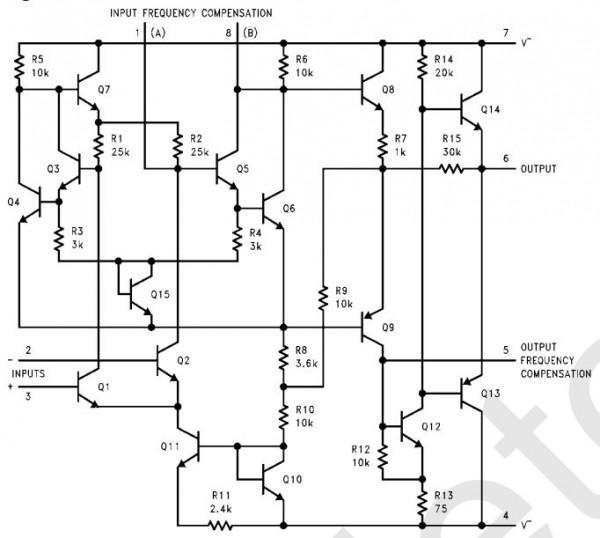 INPUT FREQUENCY COMPENSATION
1 (A) 8 (B)
7 V−
R5
10k
Q7
R6
10k
Q8
R14
20k
Q14
R1
25k
R2
25k
R7
1k
R15
30k
6 OUTPUT
Q3
Q5
Q4
Q6
R3
3k
R4
3k
Q15
R9
10k
Q9
5 OUTPUT
FREQUENCY
COMPENSATION
− 2
INPUTS
+ 3
Q2
Q1
R8
3.6k
R10
10k
Q13
Q12
Q11
R12
10k
Q10
R11
2.4k
R13
75
4 V−